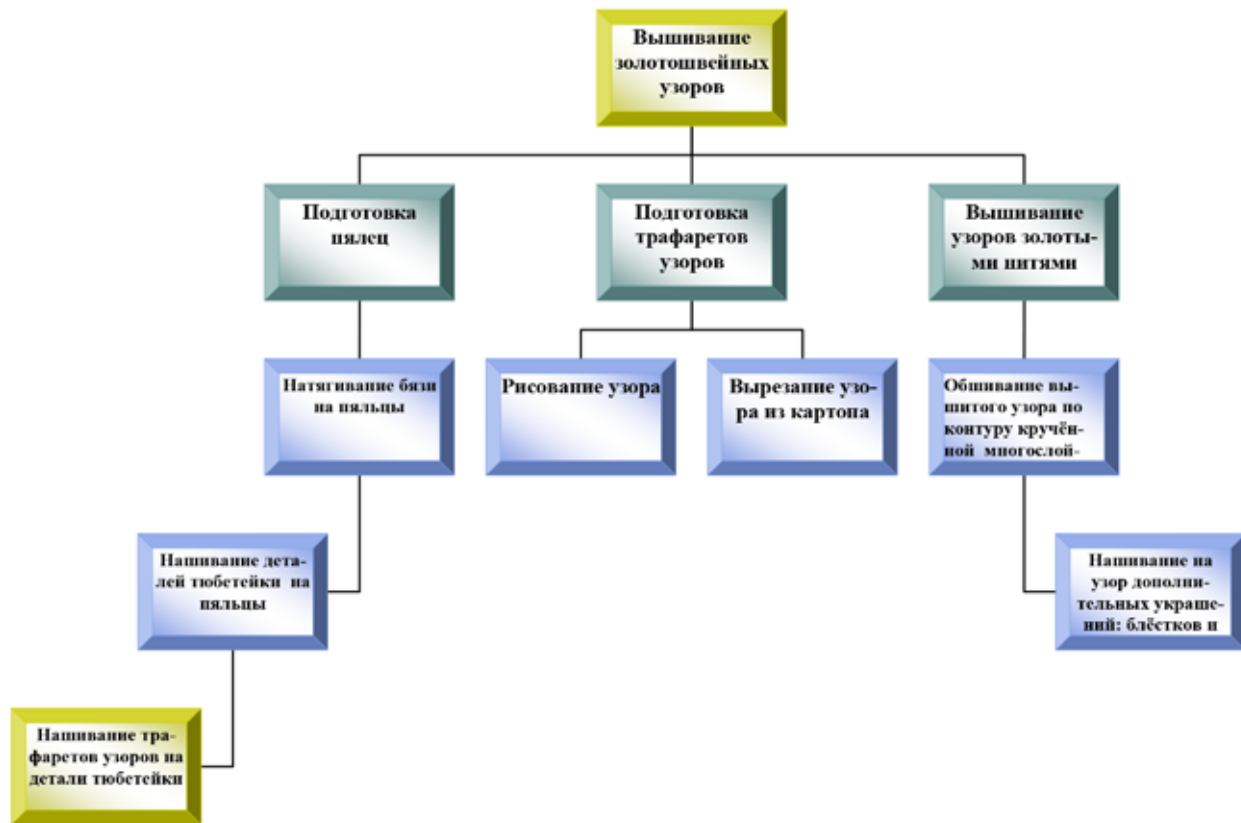 Вышивание
золотошвейных
узоров
Подготовка
пялец
Подготовка
трафаретов
узоров
Вышивание
узоров золоты-
ми нитями
Натягивание бязи
на пяльцы
Рисование узора
Вырезание узо-
ра из картона
Обшивание вы-
шитого узора по
контуру кручён-
ной многослой-
Нашивание дета-
лей тюбетейки на
пяльцы
Нашивание на
узор дополни-
тельных украше-
ний: блёстков и
Нашивание тра-
фаретов узоров на
детали тюбетейки